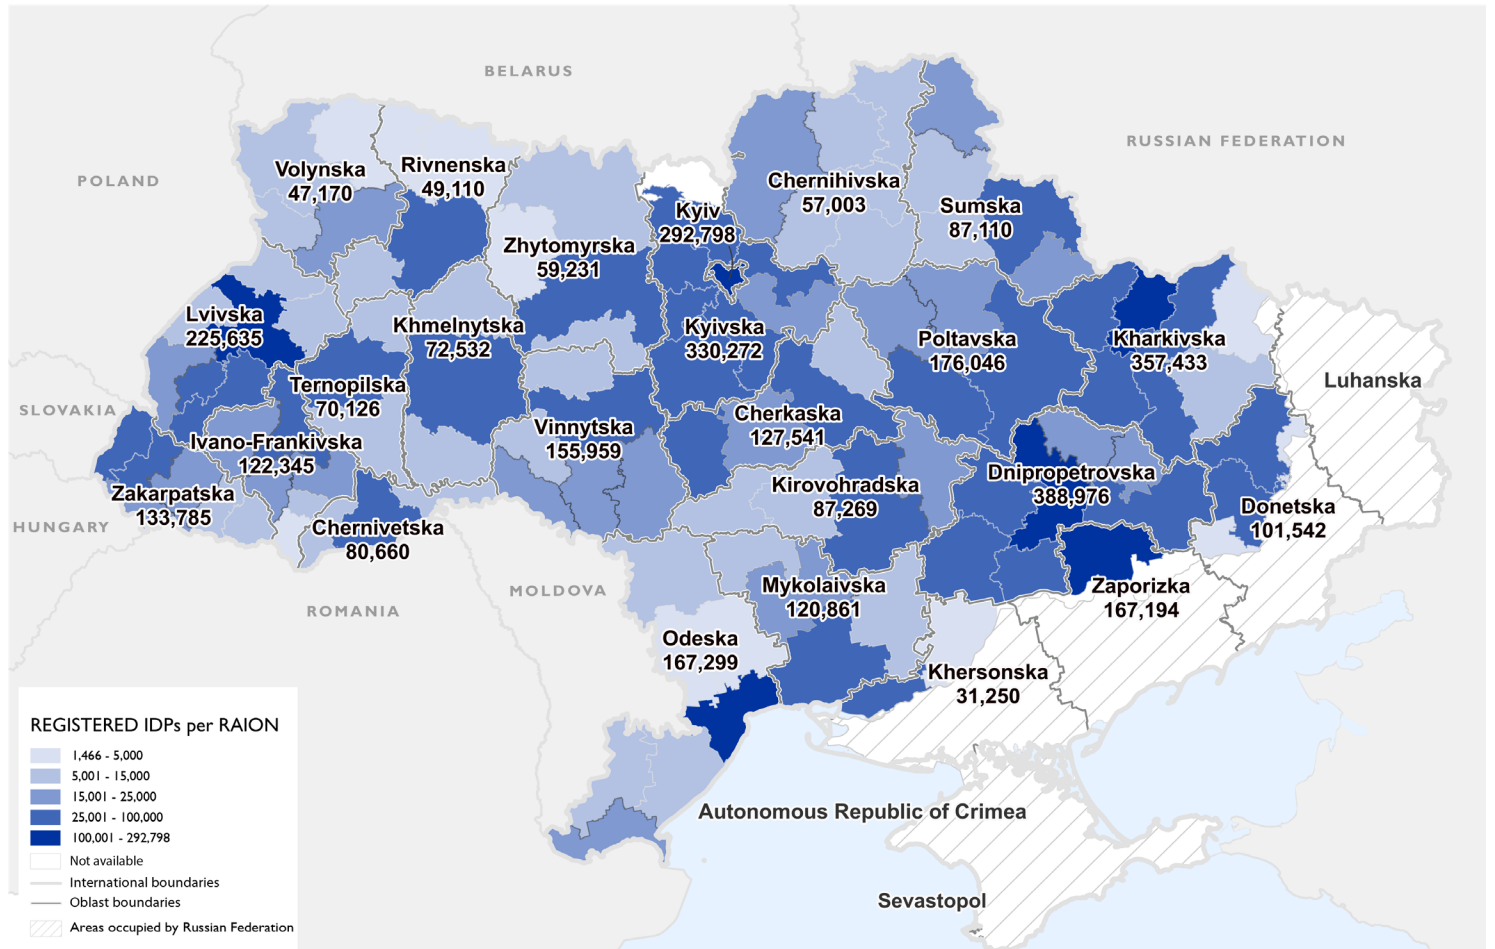 BELARUS
RUSSIAN FEDERATION
POLAND
Volynska
47,170
Rivnenska
49,110
Chernihivska
57,003
Sumska
87,110
Kyiv
292,798
Zhytomyrska
59,231
Lvivska
225,635
Khmelnytska
72,532
Kyivska
330,272
Poltavska
176,046
Kharkivska
357,433
Luhanska
Ternopilska
70,126
SLOVAKIA
Cherkaska
127,541
Vinnytska
155,959
Ivano-Frankivska
122,345
Dnipropetrovska
388,976
Kirovohradska
87,269
Zakarpatska
133,785
Donetska
101,542
HUNGARY
Chernivetska
80,660
MOLDOVA
Mykolaivska
120,861
Zaporizka
167,194
ROMANIA
Odeska
167,299
Khersonska
31,250
REGISTERED IDPs per RAION
1,466 - 5,000
5,001 - 15,000
15,001 - 25,000
25,001 - 100,000
100,001 - 292,798
Not available
International boundaries
Oblast boundaries
Areas occupied by Russian Federation
Autonomous Republic of Crimea
Sevastopol